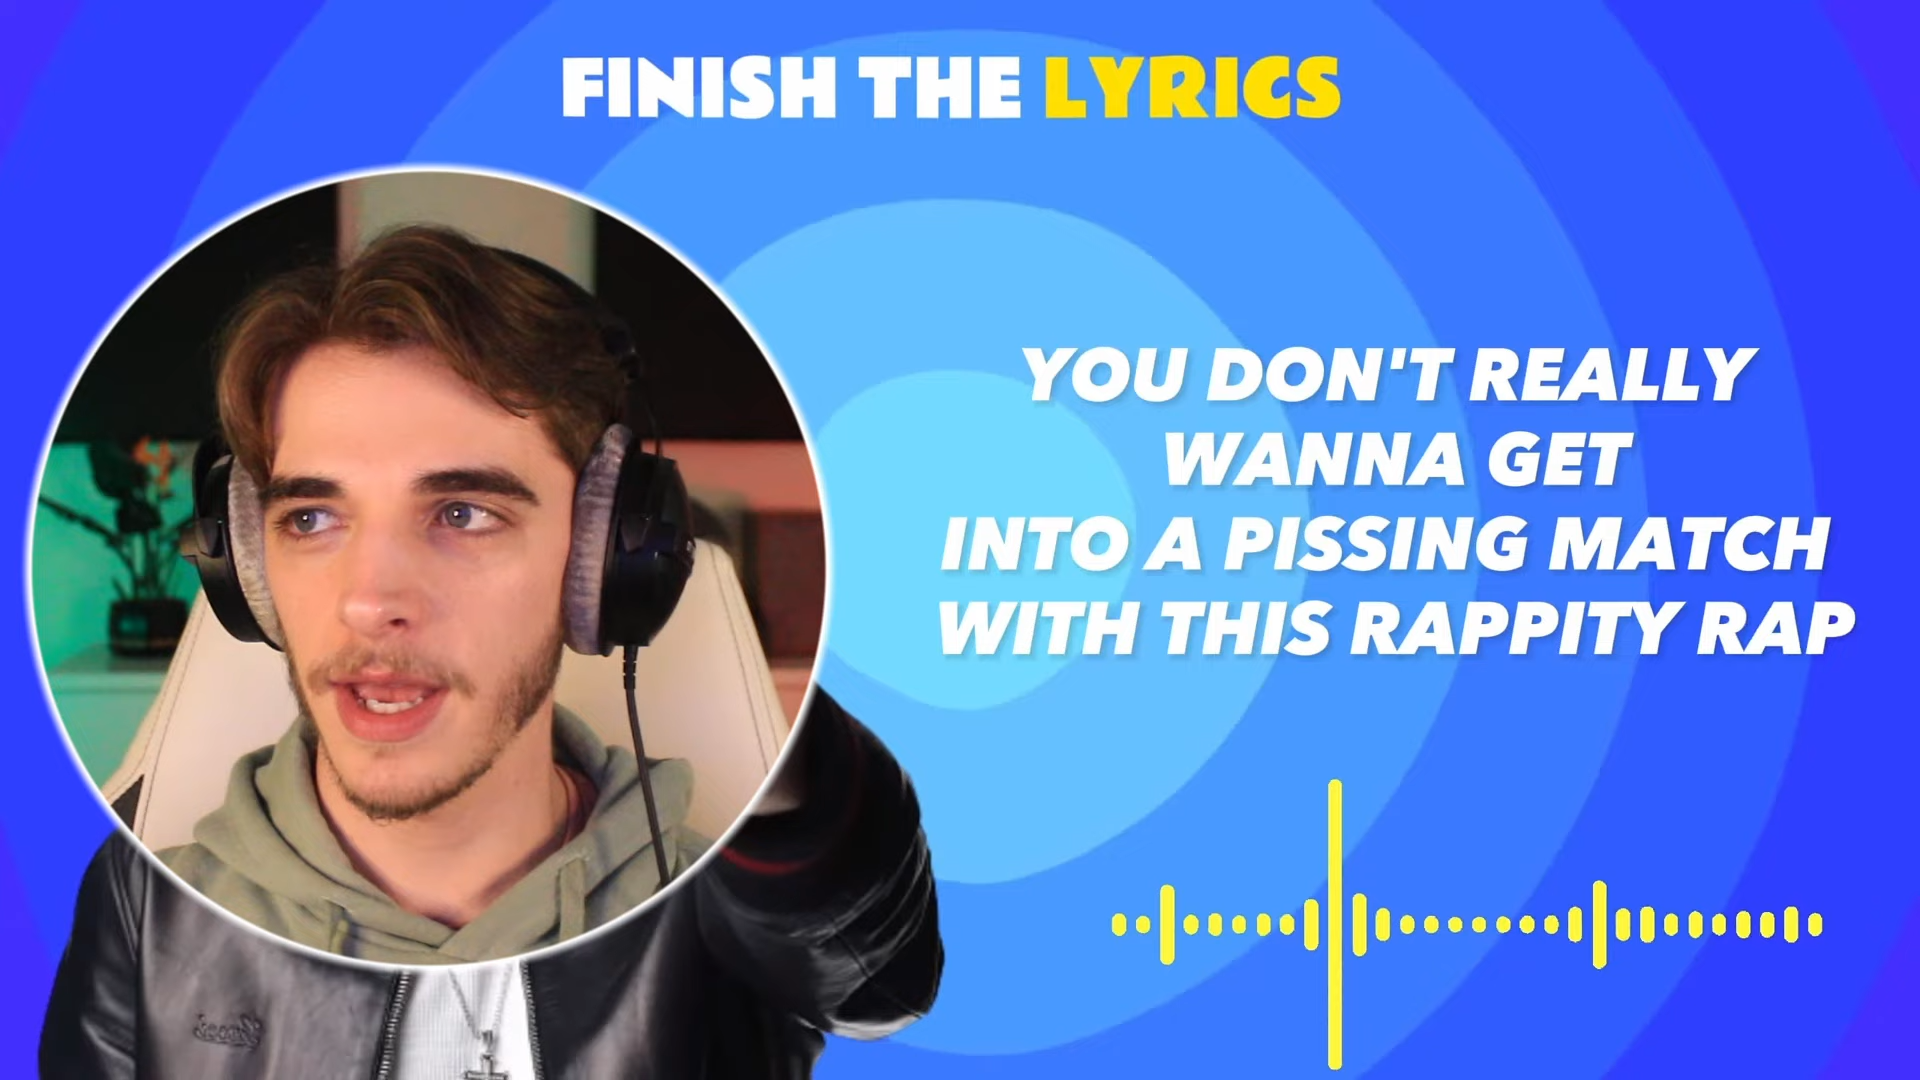 FINISH THE LYRICS
YOU DON'T REALLY
WANNA GET
INTO A PISSING MATCH
WITH THIS RAPPITY RAP